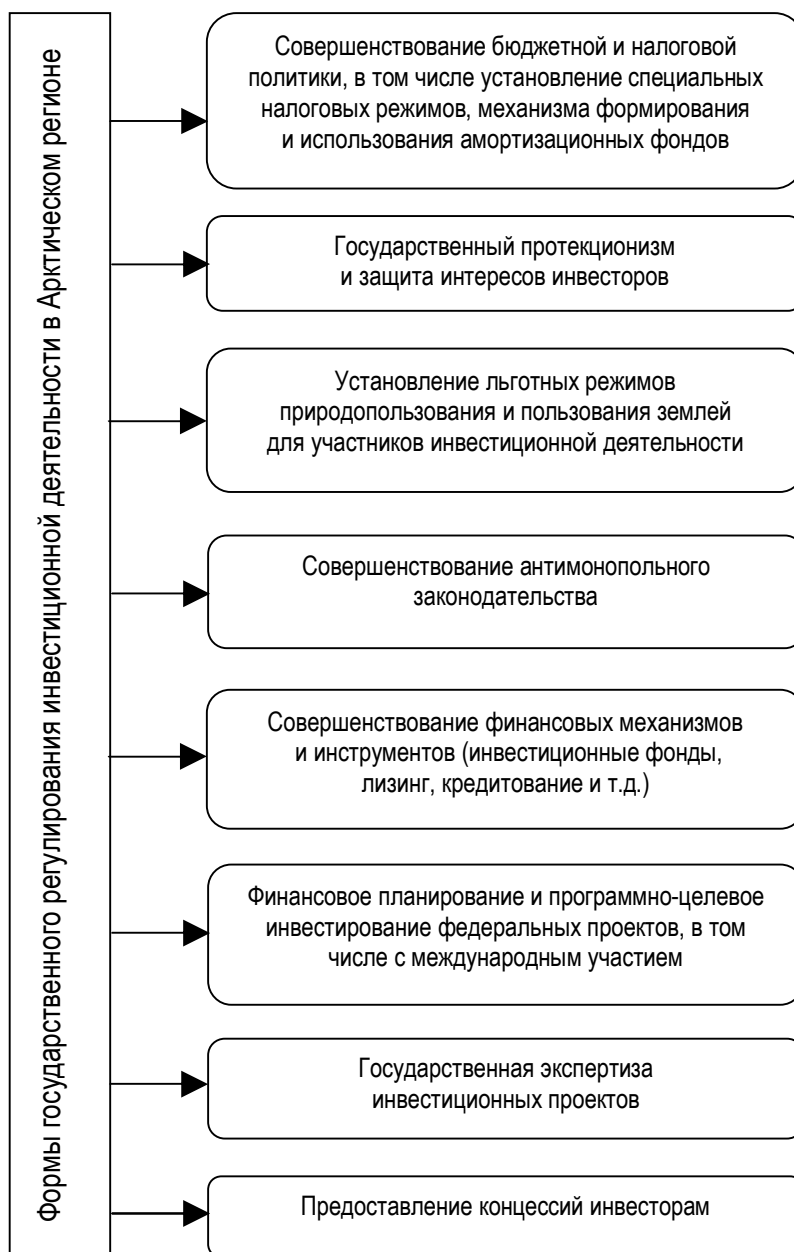 Формы государственного регулирования инвестиционной деятельности в Арктическом регионе
Совершенствование бюджетной и налоговой
политики, в том числе установление специальных
налоговых режимов, механизма формирования
и использования амортизационных фондов
Государственный протекционизм
и защита интересов инвесторов
Установление льготных режимов
природопользования и пользования землей
для участников инвестиционной деятельности
Совершенствование антимонопольного
законодательства
Совершенствование финансовых механизмов
и инструментов (инвестиционные фонды,
лизинг, кредитование и т.д.)
Финансовое планирование и программно-целевое
инвестирование федеральных проектов, в том
числе с международным участием
Государственная экспертиза
инвестиционных проектов
Предоставление концессий инвесторам